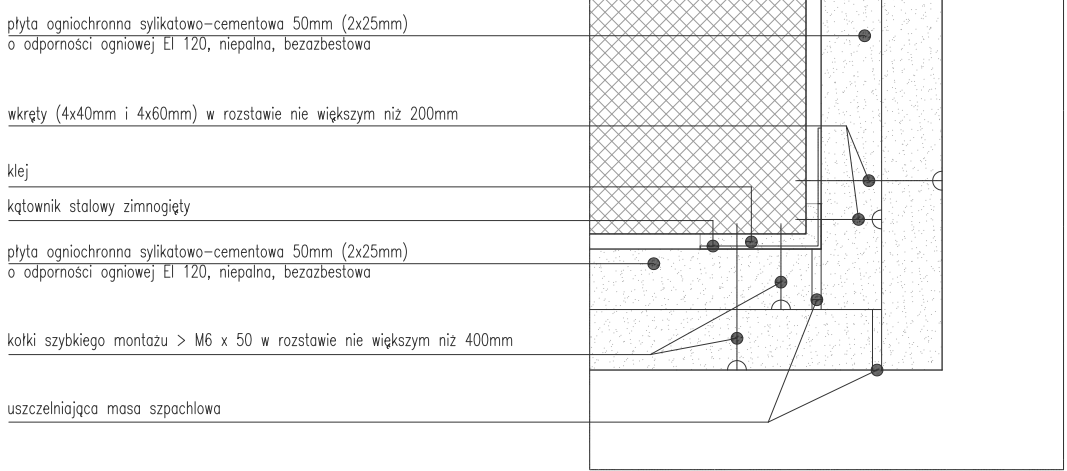 płyta ogniochronna sylikatowo-cementowa 50mm (2x25mm)
o odporności ogniowej EI 120, niepalna, bezazbestowa
wkręty (4x40mm i 4x60mm) w rozstawie nie większym niż 200mm
klej
kątownik stalowy zimnogięty
płyta ogniochronna sylikatowo-cementowa 50mm (2x25mm)
o odporności ogniowej EI 120, niepalna, bezazbestowa
kołki szybkiego montażu > M6 x 50 w rozstawie nie większym niż 400mm
uszczelniająca masa szpachlowa